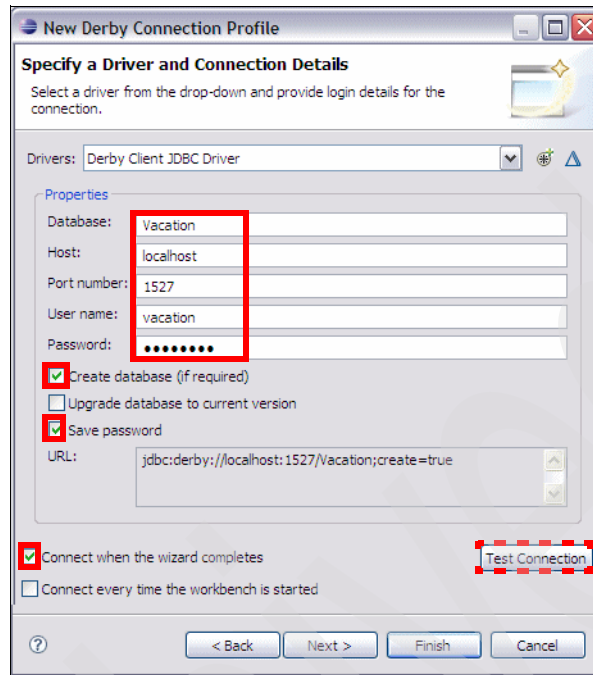 New Derby Connection Profile
Specify a Driver and Connection Details
Select a driver from the drop-down and provide login details for the
connection.
Drivers: Derby Client JDBC Driver
Properties
Database: Vacation
Host: localhost
Port number: 1527
User name: vacation
Password: ●●●●●●●●
Create database (if required)
Upgrade database to current version
Save password
URL: jdbc:derby://localhost:1527/Vacation;create=true
Connect when the wizard completes Test Connection
Connect every time the workbench is started
? < Back Next > Finish Cancel